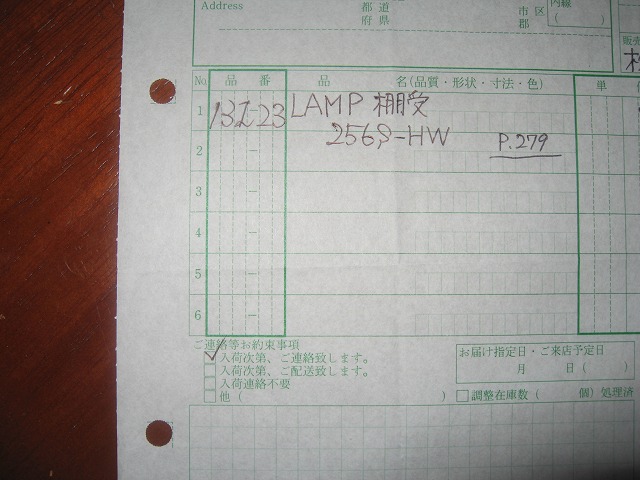 Address
都道
府県
市区
郡
内線
( )
販売
No 品番 品名(品質・形状・寸法・色) 単
1 LAMP 棚受
2 -HW P.279
3 -
4 -
5 -
6 -
ご連絡等お約束事項
入荷次第、ご連絡致します。
入荷次第、ご配送致します。
入荷連絡不要
他( )
お届け指定日・ご来店予定日
月 日( )
調整在庫数( 個)処理済